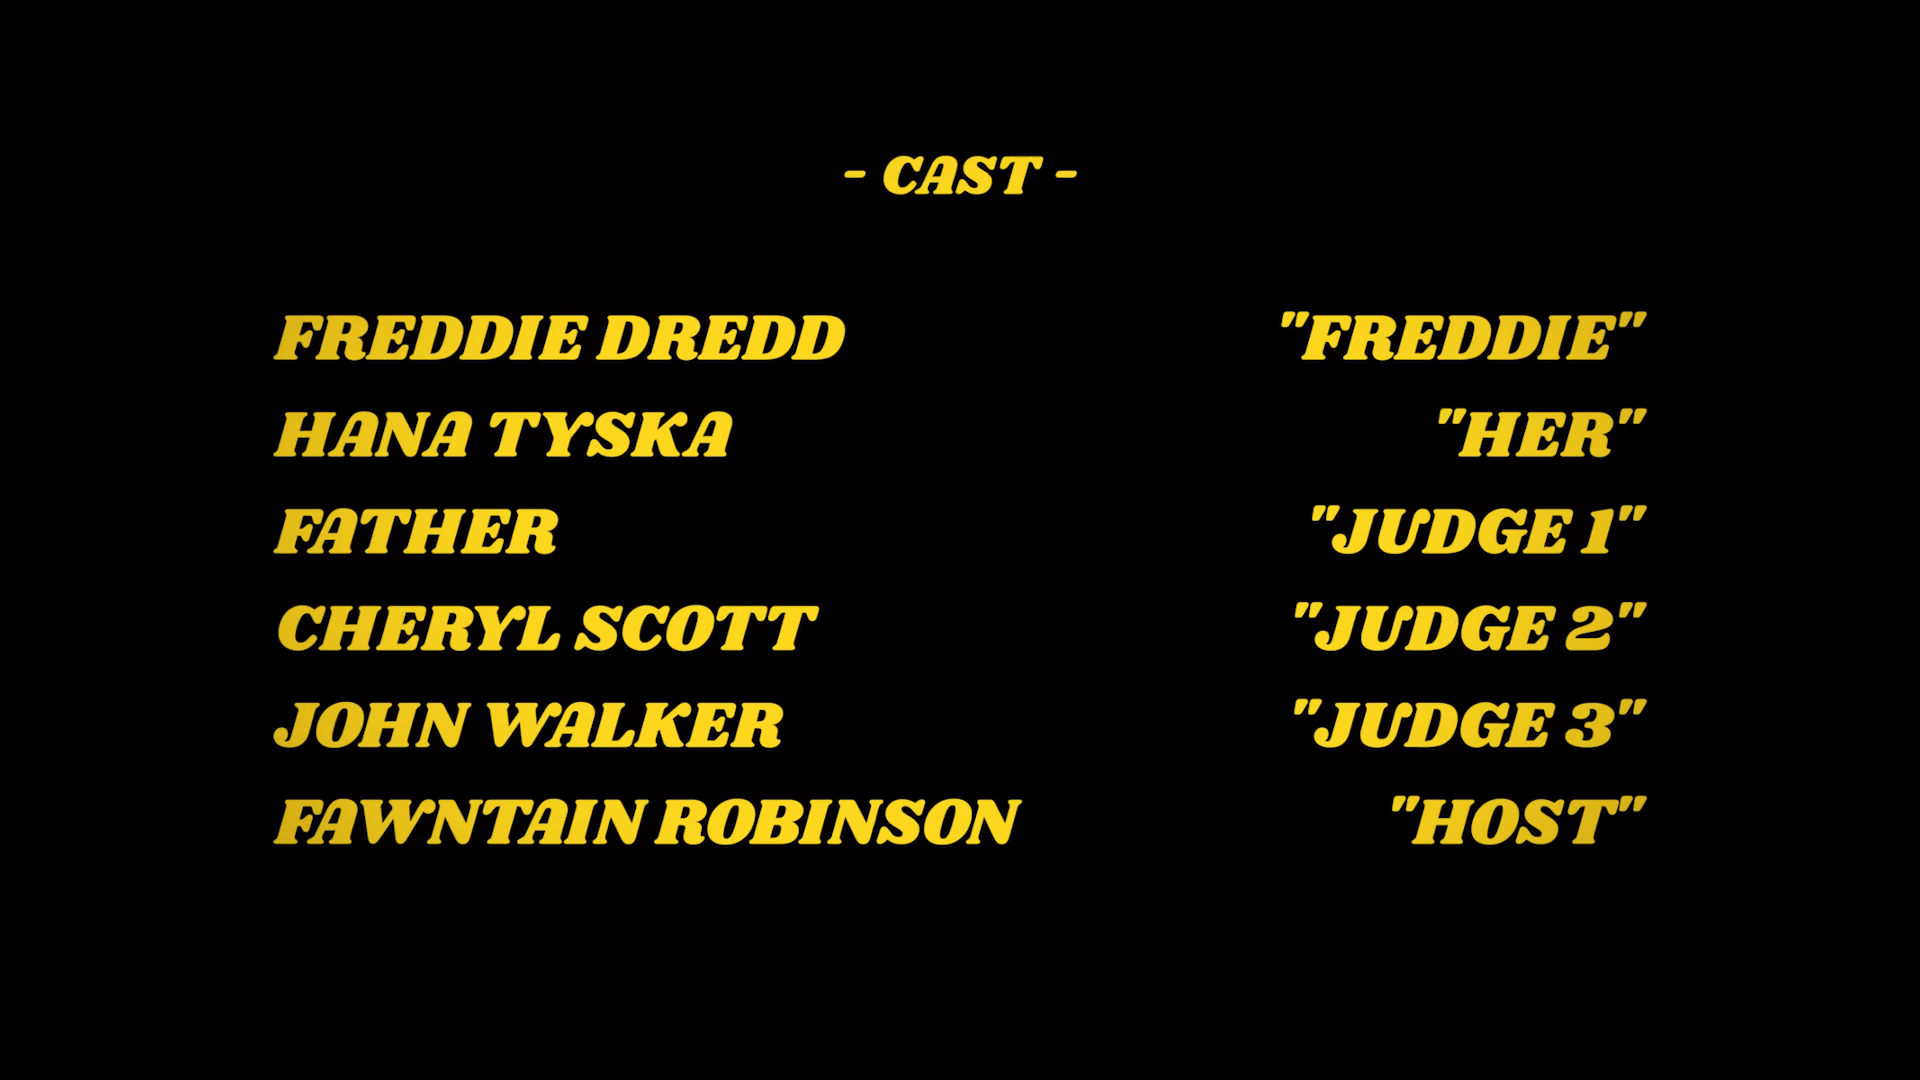 - CAST -
FREDDIE DREDD "FREDDIE"
HANA TYSKA "HER"
FATHER "JUDGE 1"
CHERYL SCOTT "JUDGE 2"
JOHN WALKER "JUDGE 3"
FAWNTAIN ROBINSON "HOST"